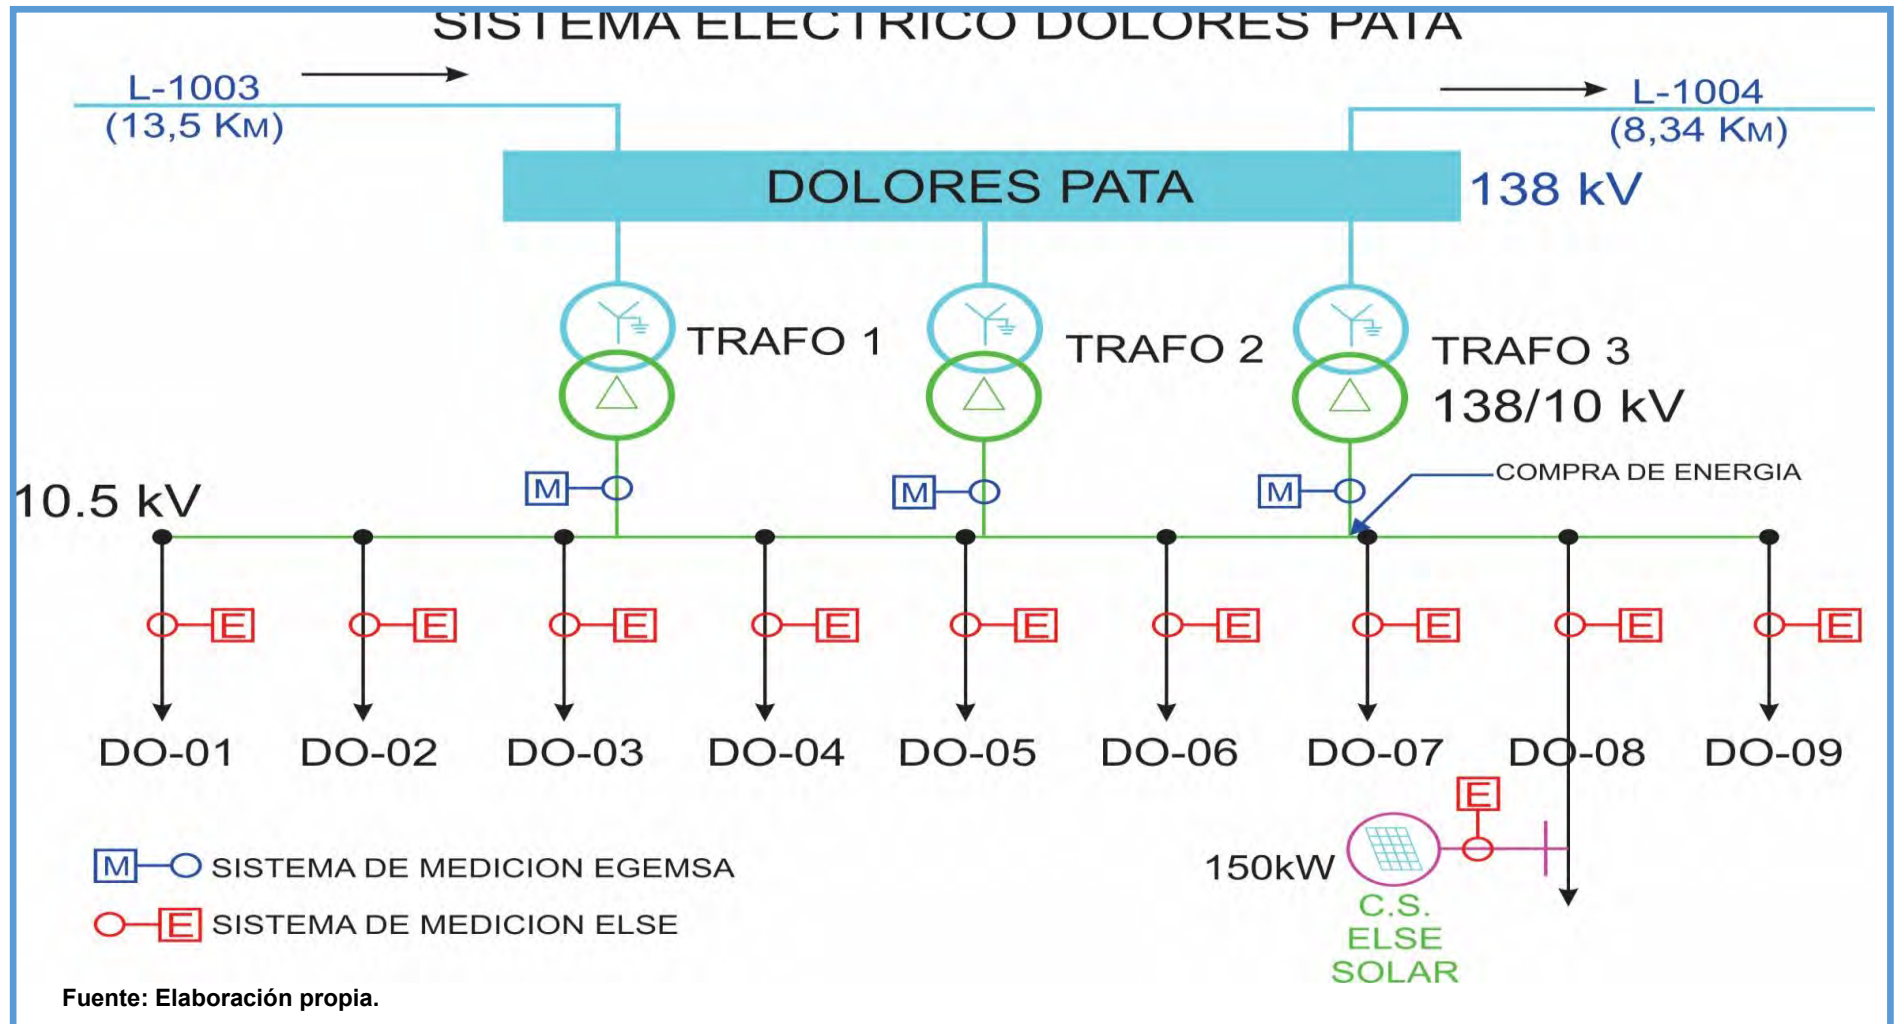 SISTEMA ELECTRICO DOLORES PATA
L-1003
(13,5 KM)
L-1004
(8,34 KM)
DOLORES PATA
138 kV
TRAFO 1
TRAFO 2
TRAFO 3
138/10 kV
M
M
M
COMPRA DE ENERGIA
10.5 kV
E
E
E
E
E
E
E
E
E
DO-01
DO-02
DO-03
DO-04
DO-05
DO-06
DO-07
DO-08
DO-09
E
150kW
C.S.
ELSE
SOLAR
M SISTEMA DE MEDICION EGEMSA
E SISTEMA DE MEDICION ELSE
Fuente: Elaboración propia.